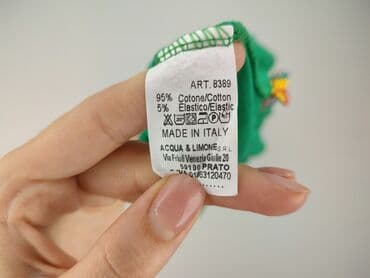 ART. 8389
95% Cotone/Cotton
5% Elastico/Elastic
MADE IN ITALY
ACQUA & LIMONE SRL
Via Friuli Venezia Giulia 20
59100 PRATO